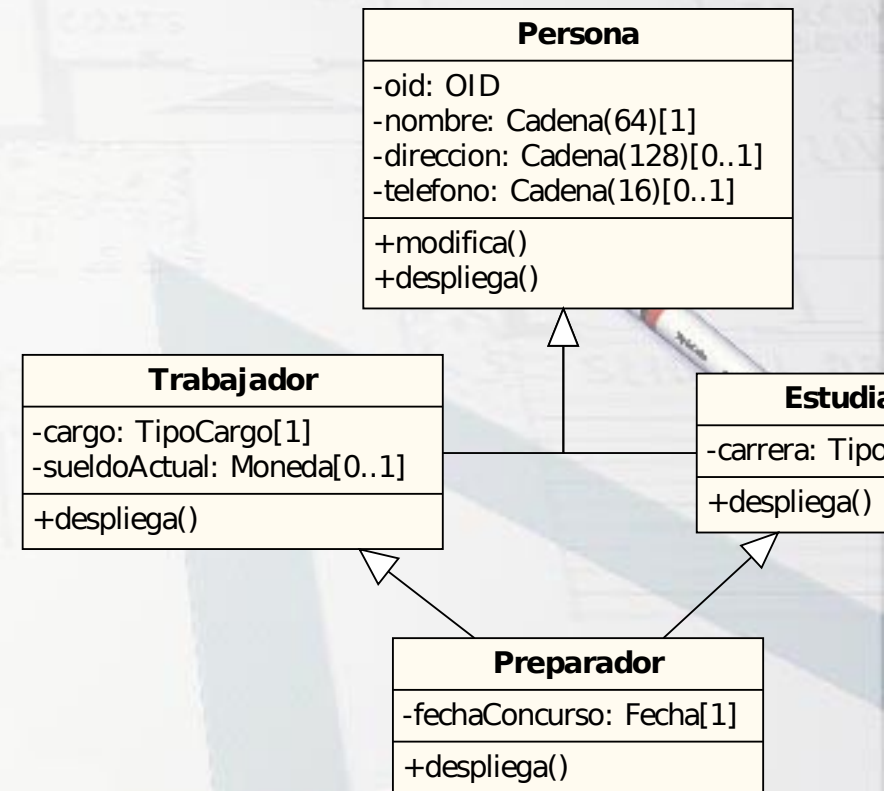 Persona
-oid: OID
-nombre: Cadena(64)[1]
-direccion: Cadena(128)[0..1]
-telefono: Cadena(16)[0..1]
+modifica()
+despliega()
Trabajador
-cargo: TipoCargo[1]
-sueldoActual: Moneda[0..1]
+despliega()
-carrera:
+despliega()
Preparador
-fechaConcurso: Fecha[1]
+despliega()